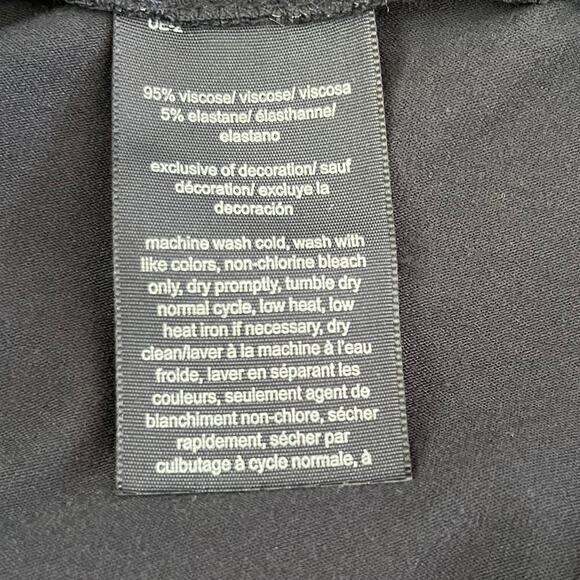 95% viscose/ viscose/ viscosa
5% elastane/ élasthanne/
elastano
exclusive of decoration/ sauf
décoration/ excluye la
decoración
machine wash cold, wash with
like colors, non-chlorine bleach
only, dry promptly, tumble dry
normal cycle, low heat, low
heat iron if necessary, dry
clean/laver à la machine à l'eau
froide, laver en séparant les
couleurs, seulement agent de
blanchiment non-chlore, sécher
rapidement, sécher par
culbutage à cycle normale, à